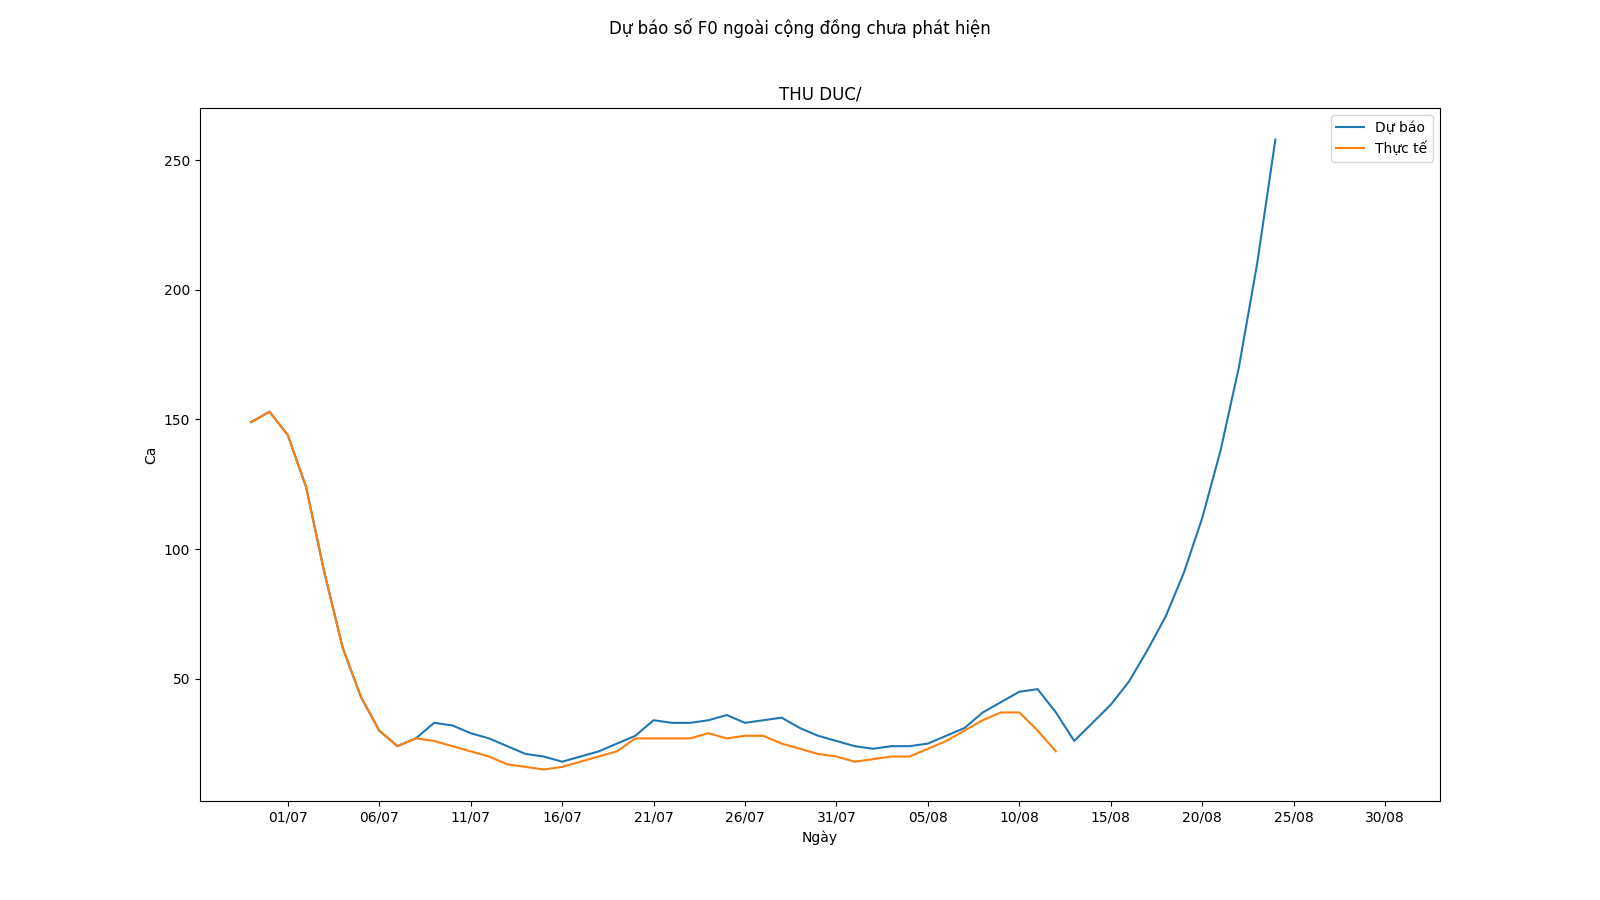 Dự báo số F0 ngoài cộng đồng chưa phát hiện
THU DUC/
Dự báo
Thực tế
250
200
150
100
50
Ca
01/07 06/07 11/07 16/07 21/07 26/07 31/07 05/08 10/08 15/08 20/08 25/08 30/08
Ngày